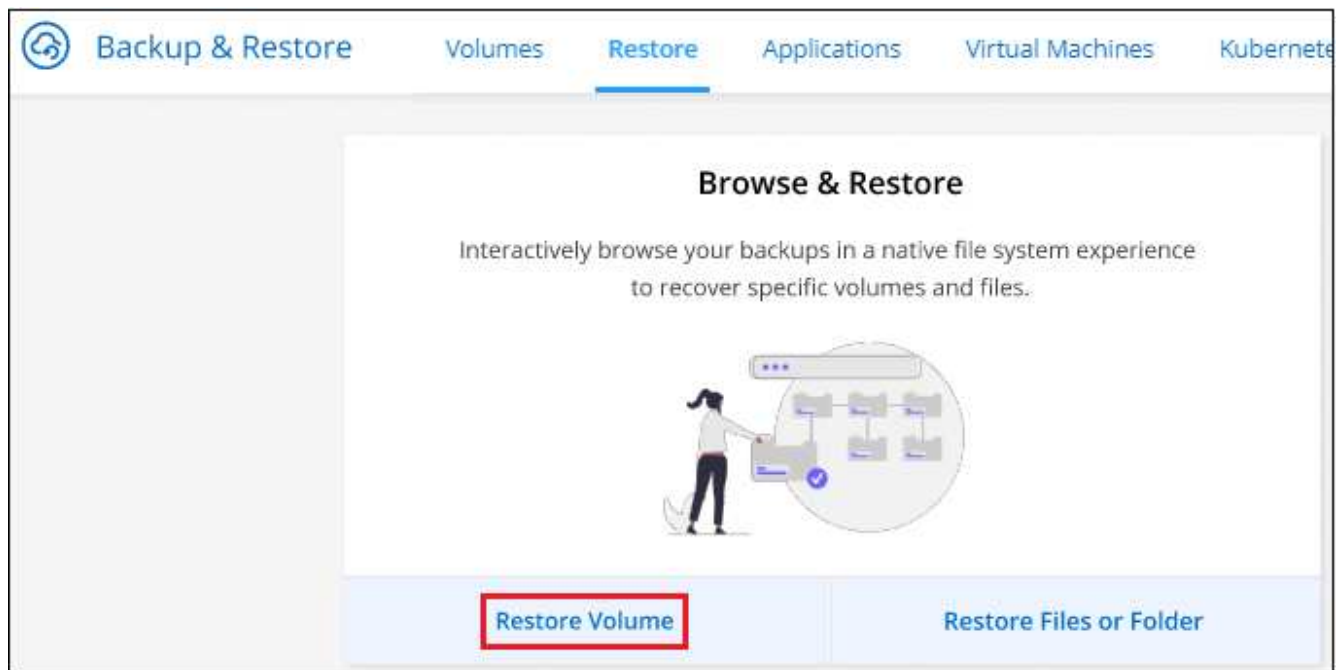 Backup & Restore Volumes Restore Applications Virtual Machines Kubernete
Browse & Restore
Interactively browse your backups in a native file system experience
to recover specific volumes and files.
Restore Volume Restore Files or Folder